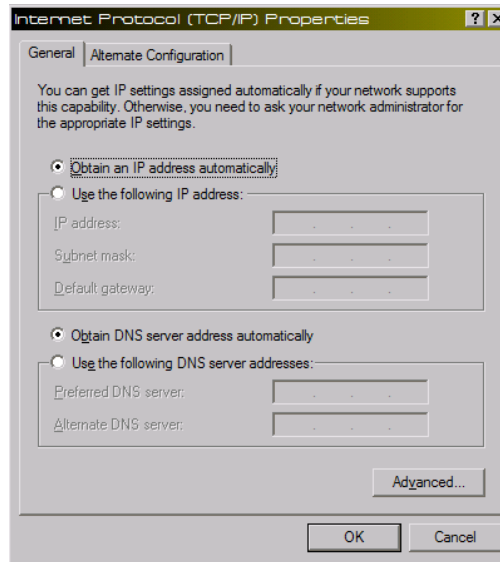 Internet Protocol (TCP/IP) Properties
General
Alternate Configuration
You can get IP settings assigned automatically if your network supports
this capability. Otherwise, you need to ask your network administrator for
the appropriate IP settings.
Obtain an IP address automatically
Use the following IP address:
IP address:
Subnet mask:
Default gateway:
Obtain DNS server address automatically
Use the following DNS server addresses:
Preferred DNS server:
Alternate DNS server:
Advanced...
OK
Cancel